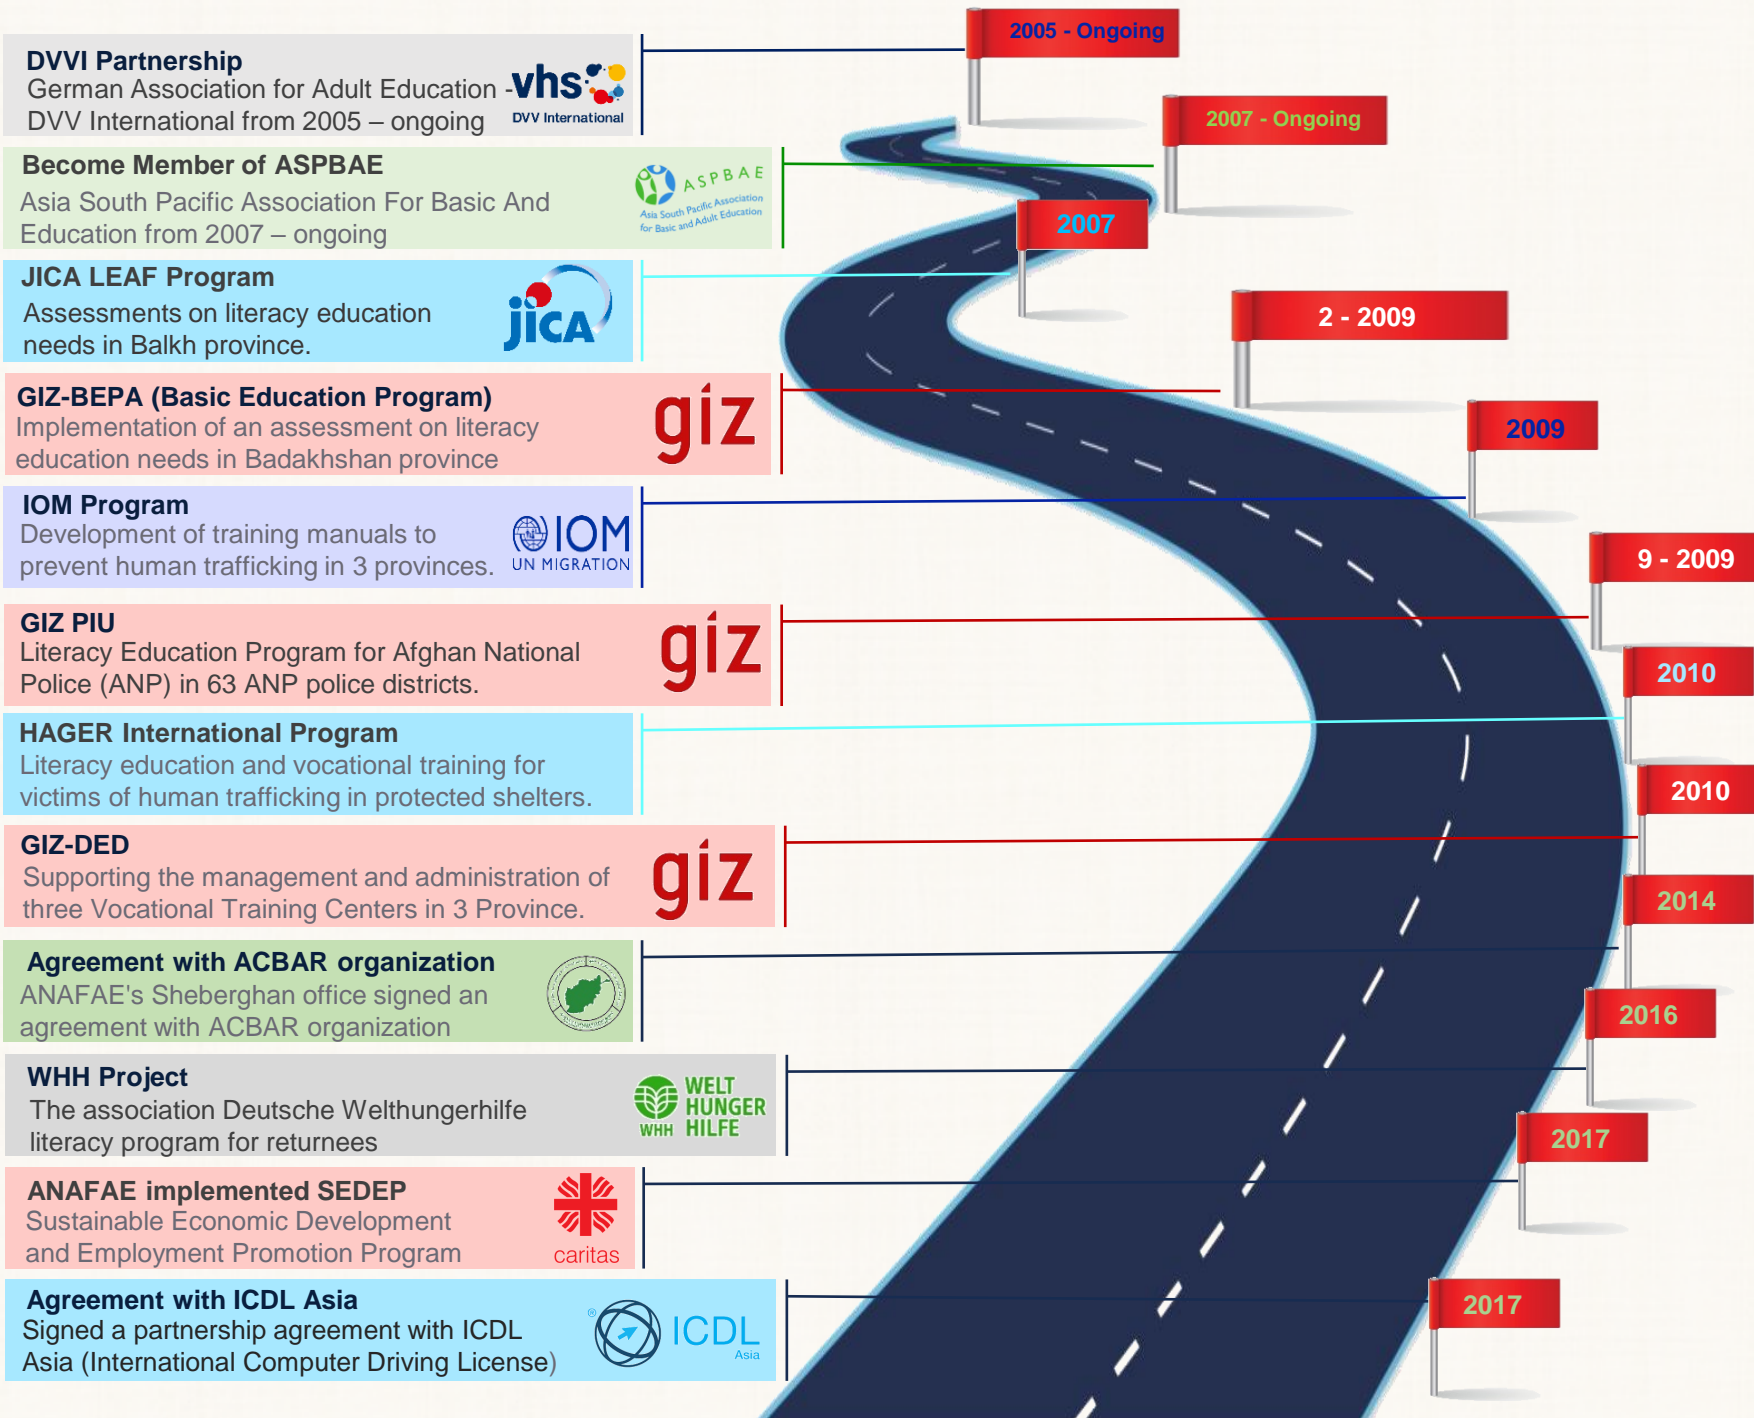 2005 - Ongoing
DVVI Partnership
German Association for Adult Education -
DVV International from 2005 – ongoing
vhs
DVV International
2007 - Ongoing
Become Member of ASPBAE
Asia South Pacific Association For Basic And
Education from 2007 – ongoing
ASPBAE
Asia South Pacific Association
for Basic and Adult Education
2007
JICA LEAF Program
Assessments on literacy education
needs in Balkh province.
jica
2 - 2009
GIZ-BEPA (Basic Education Program)
Implementation of an assessment on literacy
education needs in Badakhshan province
giz
2009
IOM Program
Development of training manuals to
prevent human trafficking in 3 provinces.
IOM
UN MIGRATION
9 - 2009
GIZ PIU
Literacy Education Program for Afghan National
Police (ANP) in 63 ANP police districts.
giz
2010
HAGER International Program
Literacy education and vocational training for
victims of human trafficking in protected shelters.
2010
GIZ-DED
Supporting the management and administration of
three Vocational Training Centers in 3 Province.
giz
2014
Agreement with ACBAR organization
ANAFAE's Sheberghan office signed an
agreement with ACBAR organization
2016
WHH Project
The association Deutsche Welthungerhilfe
literacy program for returnees
WELT
HUNGER
WHH HILFE
2017
ANAFAE implemented SEDEP
Sustainable Economic Development
and Employment Promotion Program
caritas
2017
Agreement with ICDL Asia
Signed a partnership agreement with ICDL
Asia (International Computer Driving License)
® ICDL
Asia